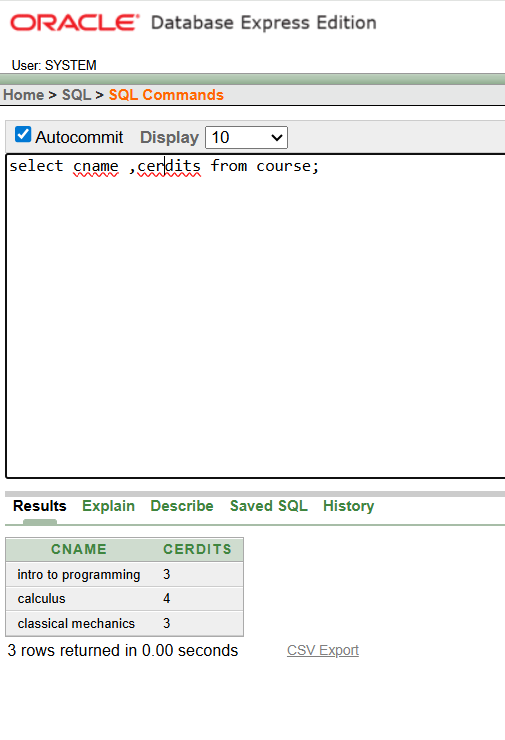 ORACLE® Database Express Edition
User: SYSTEM
Home > SQL > SQL Commands
Autocommit Display 10
select cname ,cerdits from course;
Results Explain Describe Saved SQL History
CNAME CERDITS
intro to programming 3
calculus 4
classical mechanics 3
3 rows returned in 0.00 seconds CSV Export